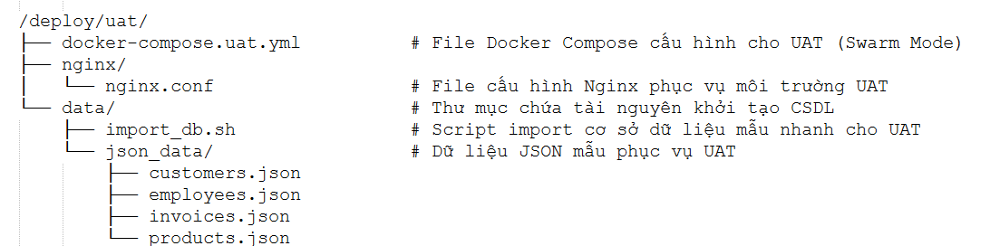 /deploy/uat/
├── docker-compose.uat.yml          # File Docker Compose cấu hình cho UAT (Swarm Mode)
├── nginx/
│   └── nginx.conf                  # File cấu hình Nginx phục vụ môi trường UAT
└── data/                           # Thư mục chứa tài nguyên khởi tạo CSDL
    ├── import_db.sh                # Script import cơ sở dữ liệu mẫu nhanh cho UAT
    └── json_data/                  # Dữ liệu JSON mẫu phục vụ UAT
        ├── customers.json
        ├── employees.json
        ├── invoices.json
        └── products.json